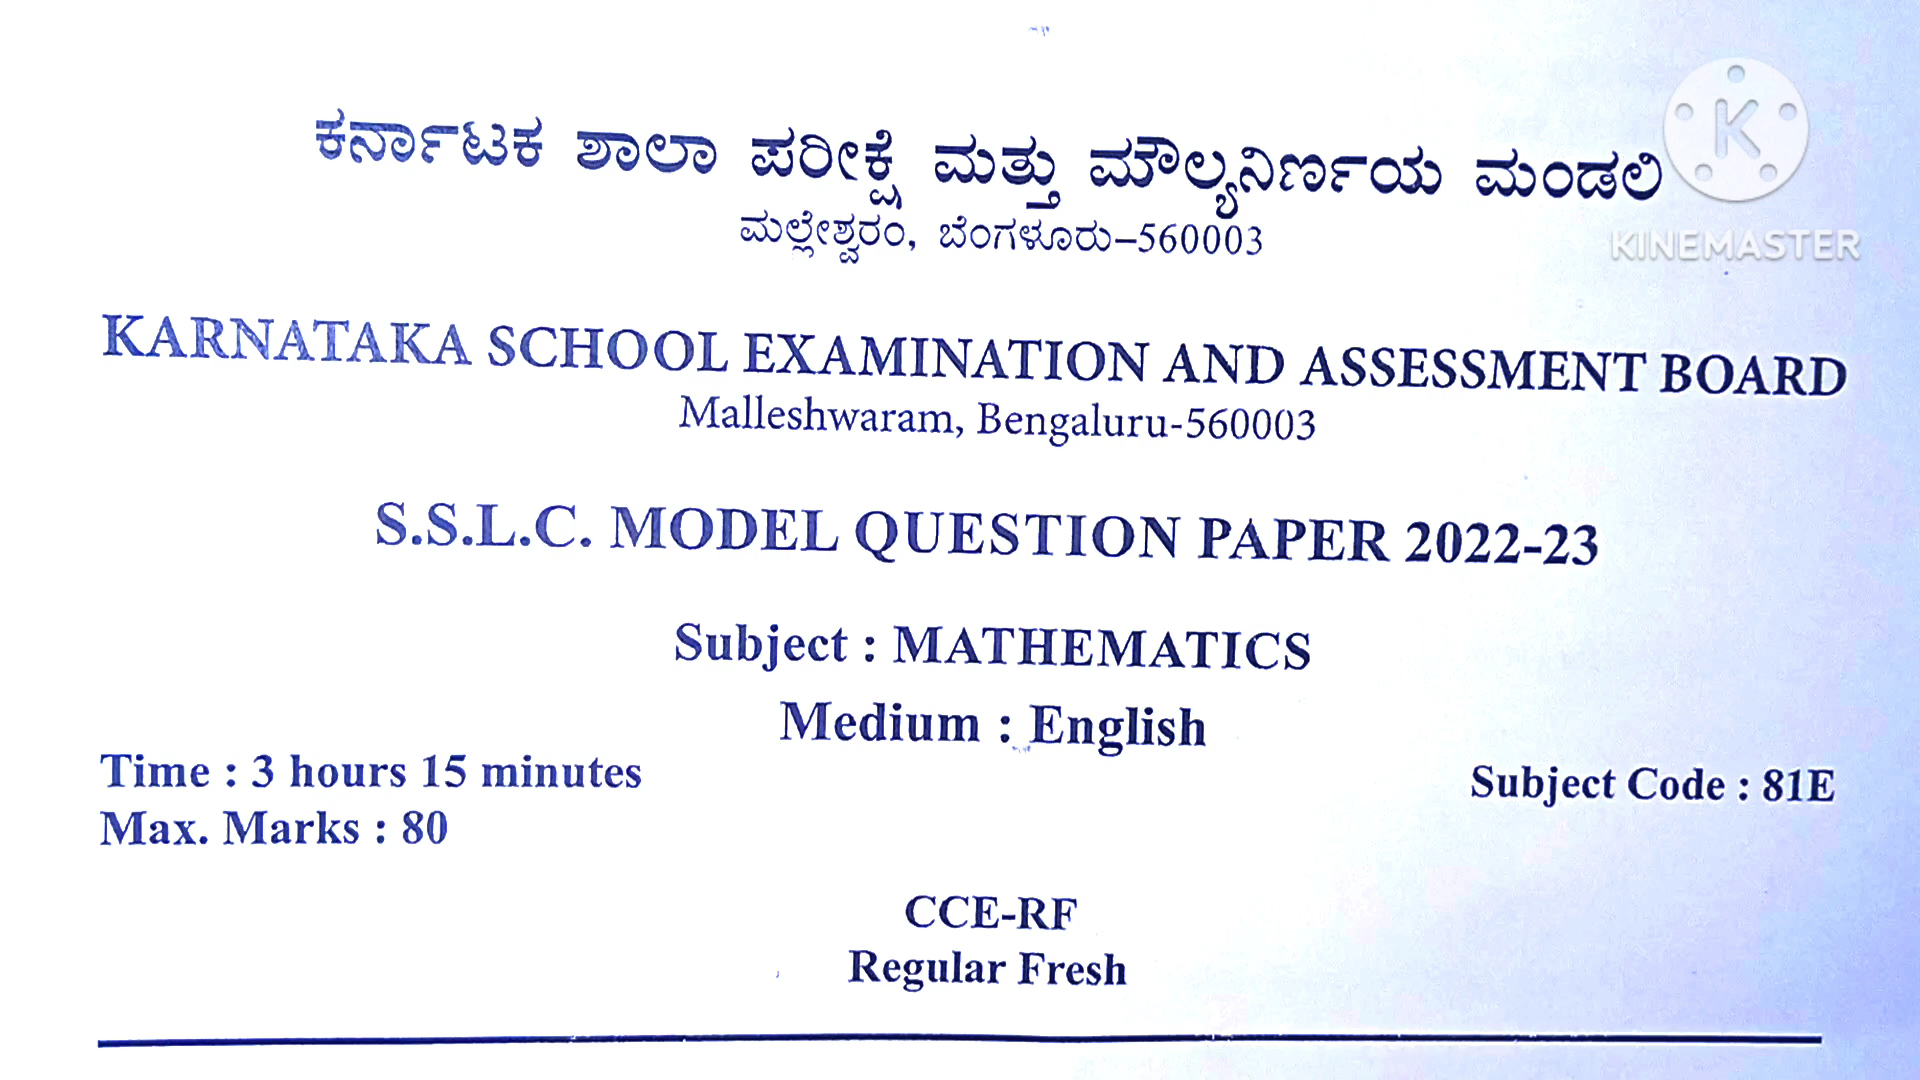 ಕರ್ನಾಟಕ ಶಾಲಾ ಪರೀಕ್ಷೆ ಮತ್ತು ಮೌಲ್ಯನಿರ್ಣಯ ಮಂಡಲಿ
K
KINEMASTER
ಮಲ್ಲೇಶ್ವರಂ, ಬೆಂಗಳೂರು–560003
KARNATAKA SCHOOL EXAMINATION AND ASSESSMENT BOARD
Malleshwaram, Bengaluru-560003
S.S.L.C. MODEL QUESTION PAPER 2022-23
Subject : MATHEMATICS
Medium : English
Time : 3 hours 15 minutes
Subject Code : 81E
Max. Marks : 80
CCE-RF
Regular Fresh